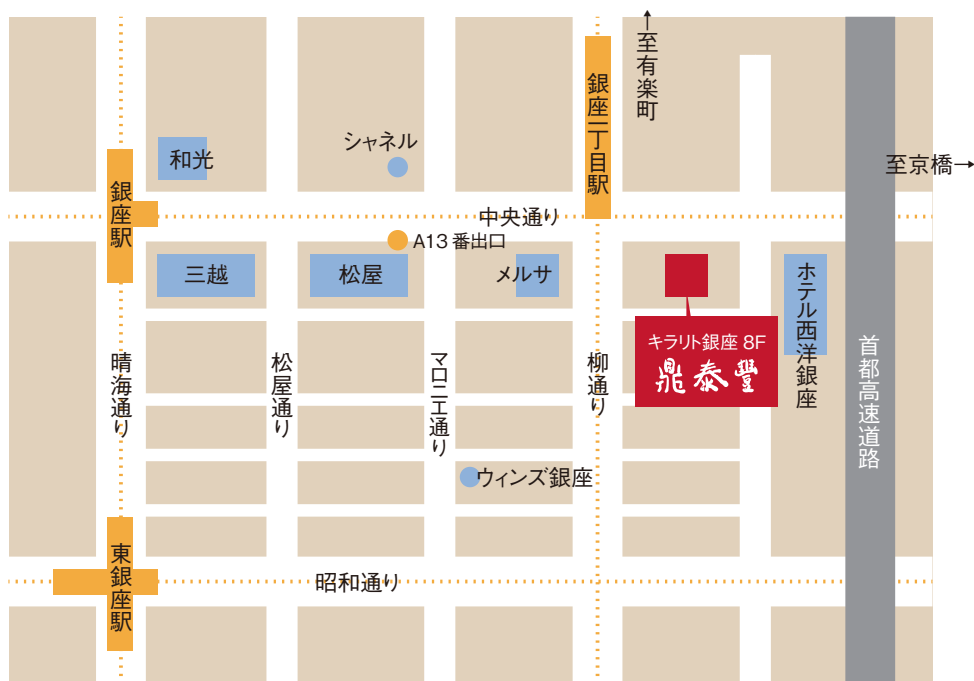 ↑至有楽町
銀座一丁目駅
シャネル
和光
至京橋→
銀座駅
中央通り
A13番出口
三越
松屋
メルサ
ホテル西洋銀座
キラリト銀座 8F
鼎泰豐
首都高速道路
晴海通り
松屋通り
マロニエ通り
柳通り
ウィンズ銀座
東銀座駅
昭和通り